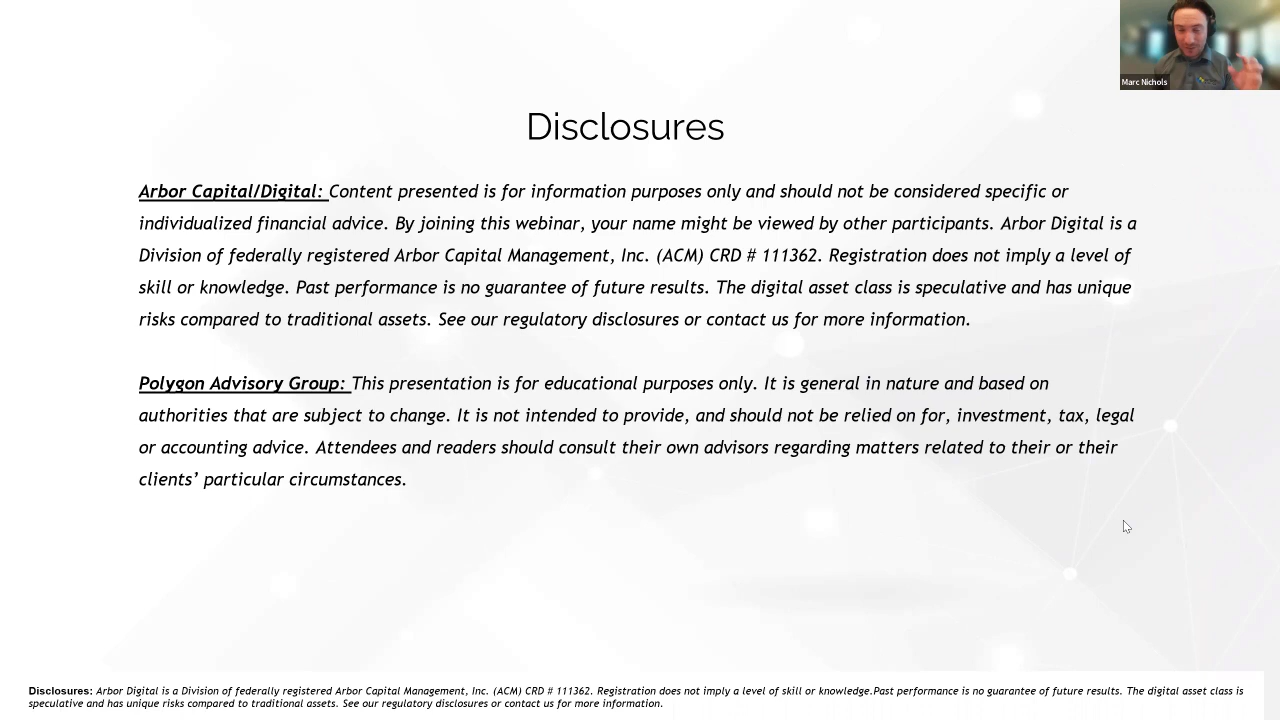 Marc Nichols
Disclosures
Arbor Capital/Digital: Content presented is for information purposes only and should not be considered specific or
individualized financial advice. By joining this webinar, your name might be viewed by other participants. Arbor Digital is a
Division of federally registered Arbor Capital Management, Inc. (ACM) CRD # 111362. Registration does not imply a level of
skill or knowledge. Past performance is no guarantee of future results. The digital asset class is speculative and has unique
risks compared to traditional assets. See our regulatory disclosures or contact us for more information.
Polygon Advisory Group: This presentation is for educational purposes only. It is general in nature and based on
authorities that are subject to change. It is not intended to provide, and should not be relied on for, investment, tax, legal
or accounting advice. Attendees and readers should consult their own advisors regarding matters related to their or their
clients’ particular circumstances.
Disclosures: Arbor Digital is a Division of federally registered Arbor Capital Management, Inc. (ACM) CRD # 111362. Registration does not imply a level of skill or knowledge.Past performance is no guarantee of future results. The digital asset class is
speculative and has unique risks compared to traditional assets. See our regulatory disclosures or contact us for more information.